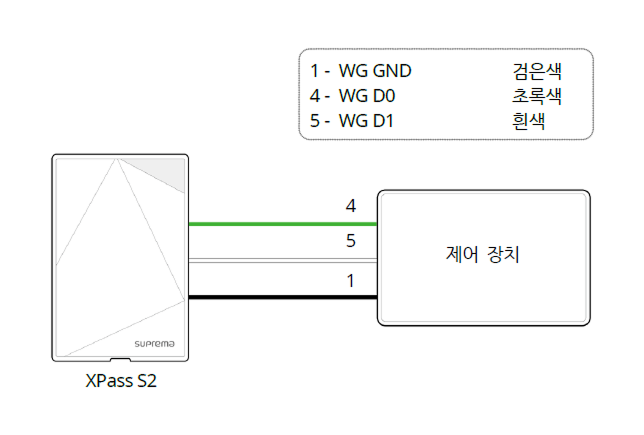 1 - WG GND 검은색
4 - WG D0 초록색
5 - WG D1 흰색
4
5
제어 장치
1
suprema
XPass S2